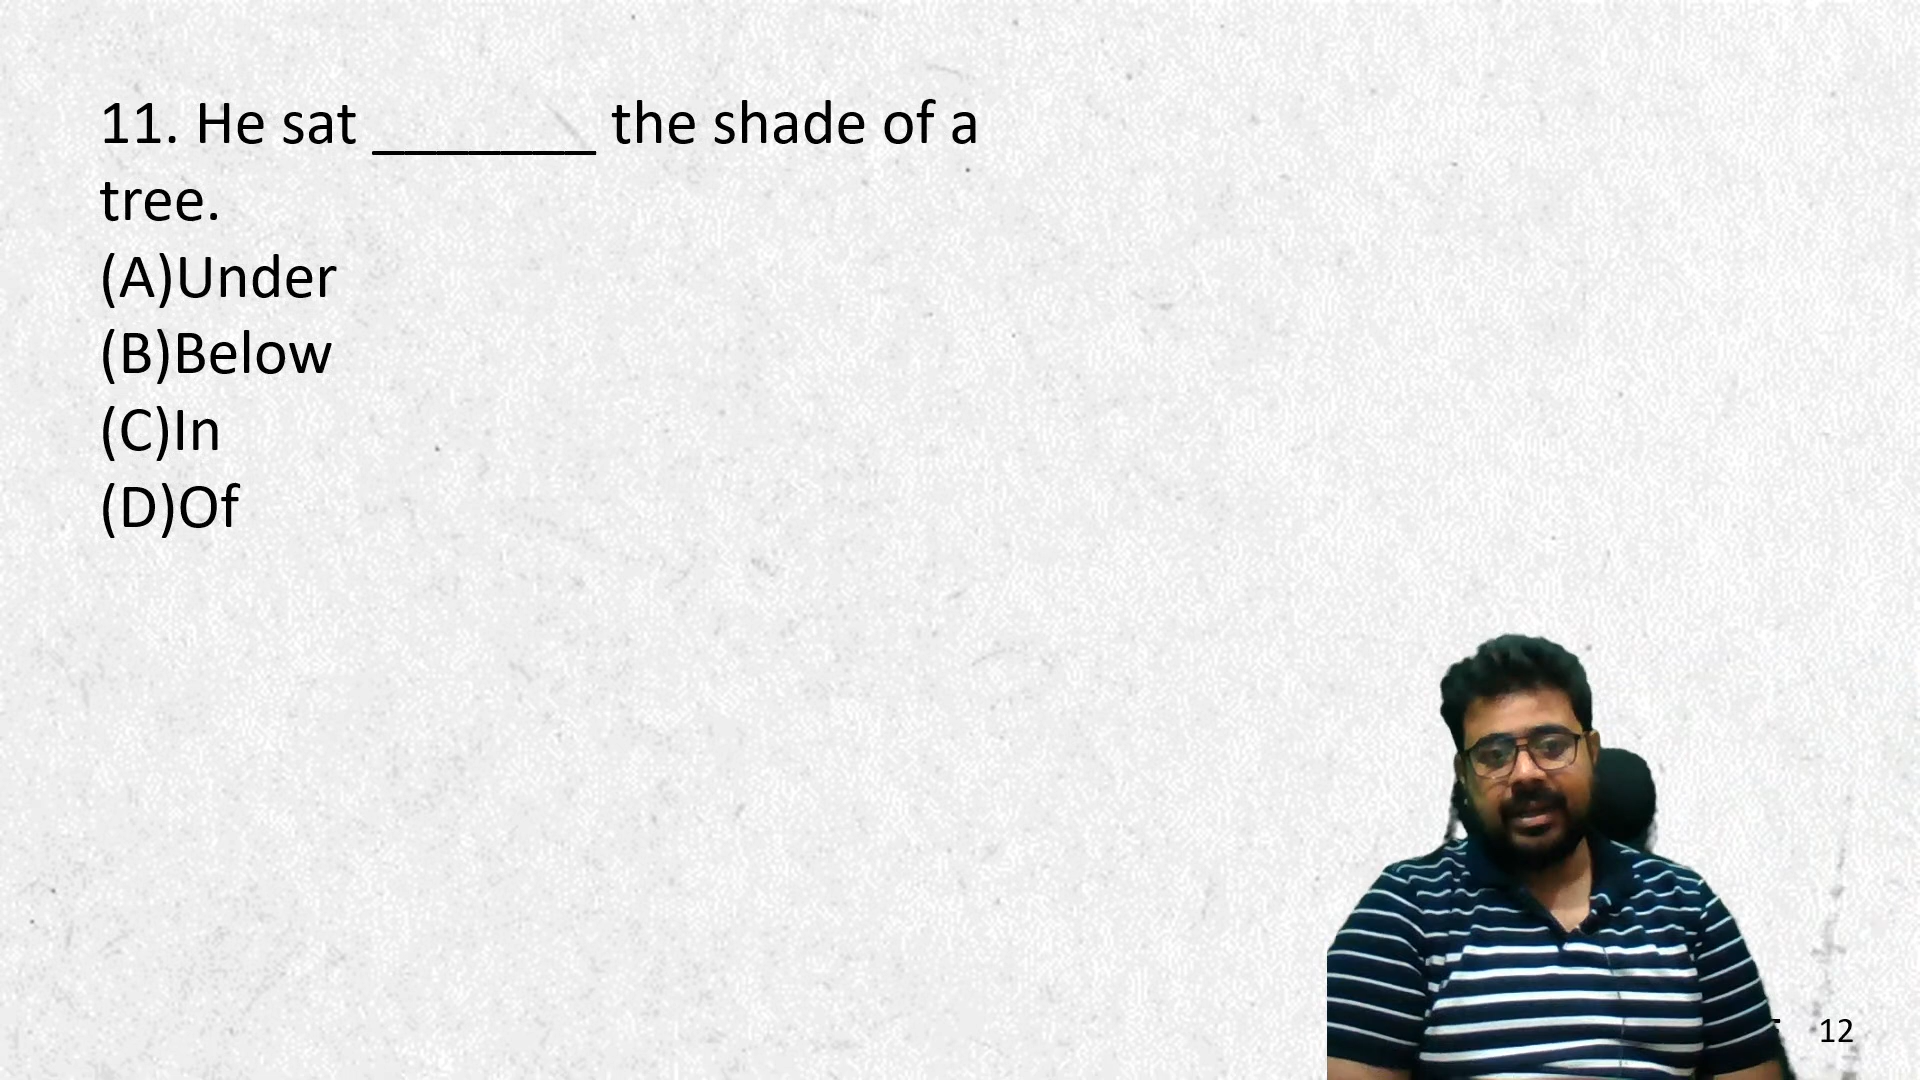 11. He sat _______ the shade of a
tree.
(A)Under
(B)Below
(C)In
(D)Of
12